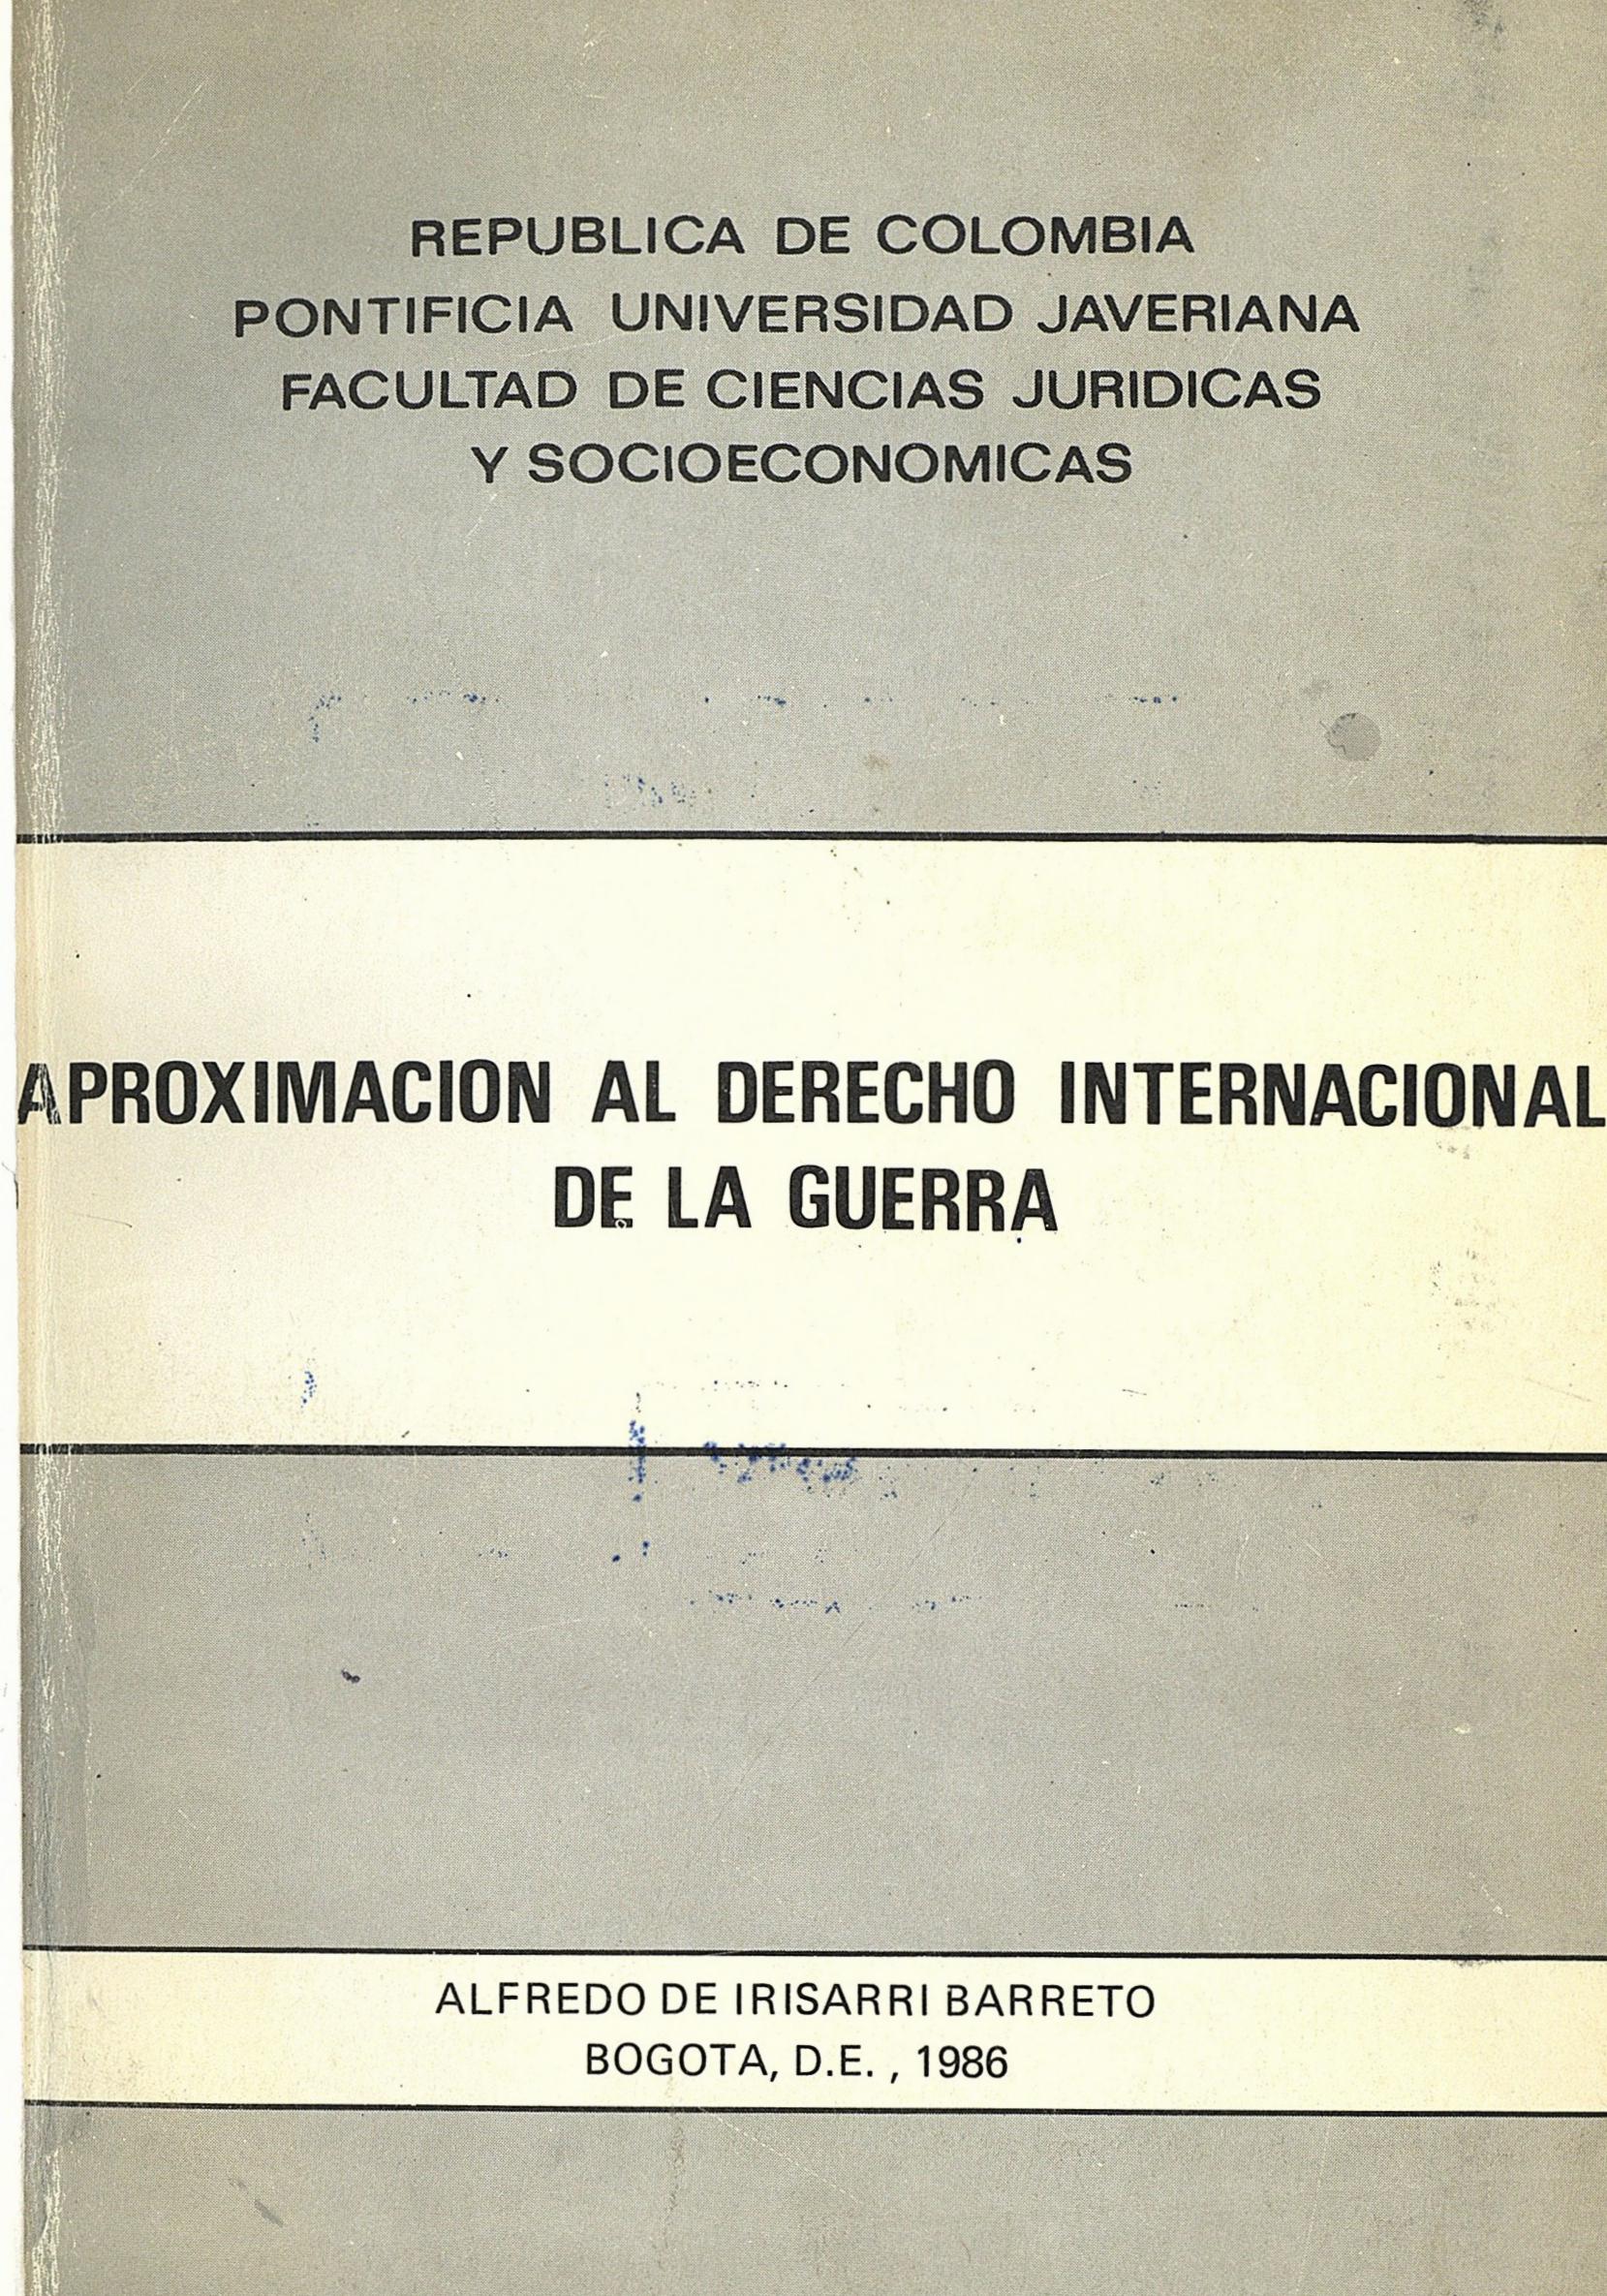 REPUBLICA DE COLOMBIA
PONTIFICIA UNIVERSIDAD JAVERIANA
FACULTAD DE CIENCIAS JURIDICAS
Y SOCIOECONOMICAS
APROXIMACION AL DERECHO INTERNACIONAL
DE LA GUERRA
ALFREDO DE IRISARRI BARRETO
BOGOTA, D.E. , 1986